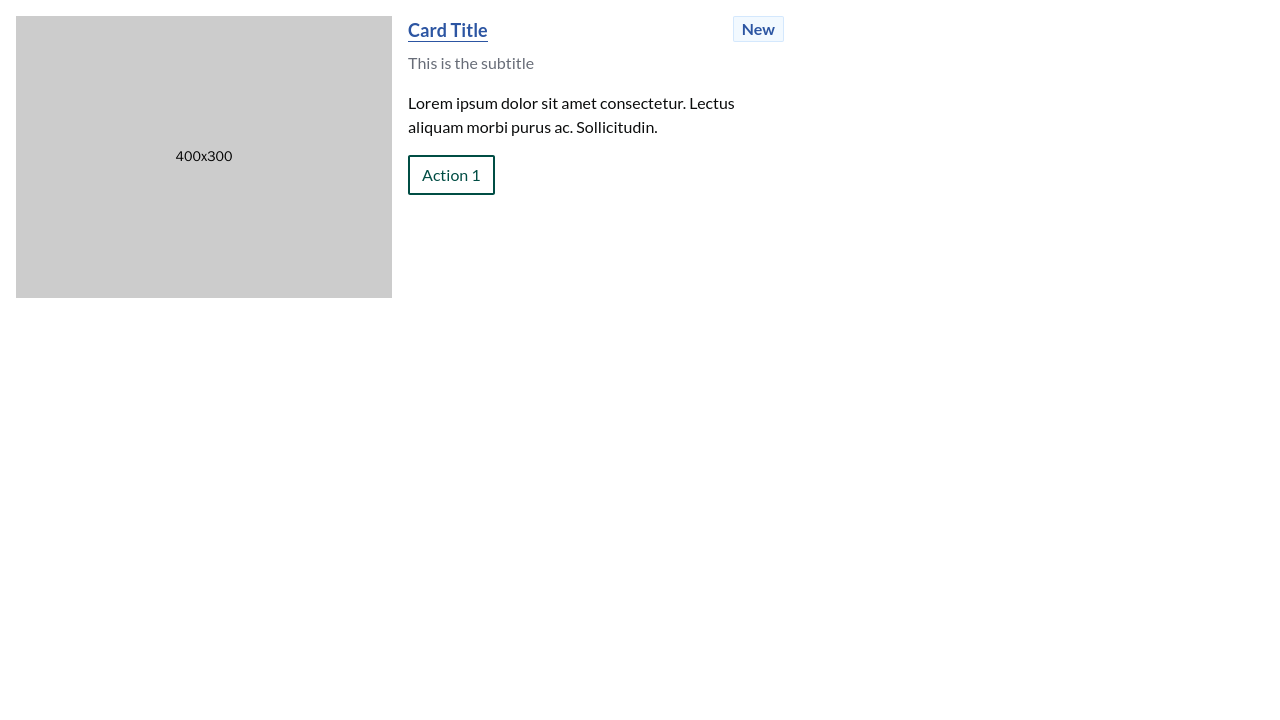 400x300
Card Title
New
This is the subtitle
Lorem ipsum dolor sit amet consectetur. Lectus
aliquam morbi purus ac. Sollicitudin.
Action 1